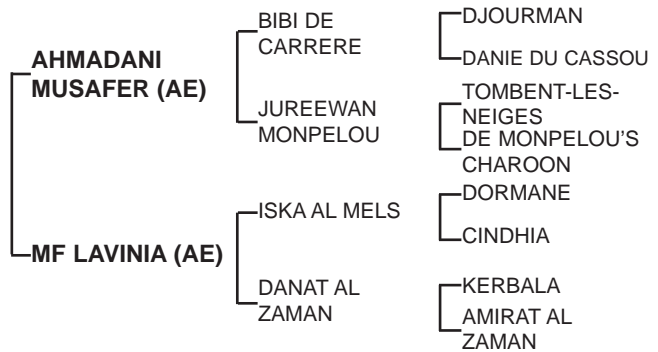 BIBI DE
CARRERE
DJOURMAN
DANIE DU CASSOU
AHMADANI
MUSAFER (AE)
JUREEWAN
MONPELOU
TOMBENT-LES-
NEIGES
DE MONPELOU'S
CHAROON
MF LAVINIA (AE)
ISKA AL MELS
DORMANE
CINDHIA
DANAT AL
ZAMAN
KERBALA
AMIRAT AL
ZAMAN